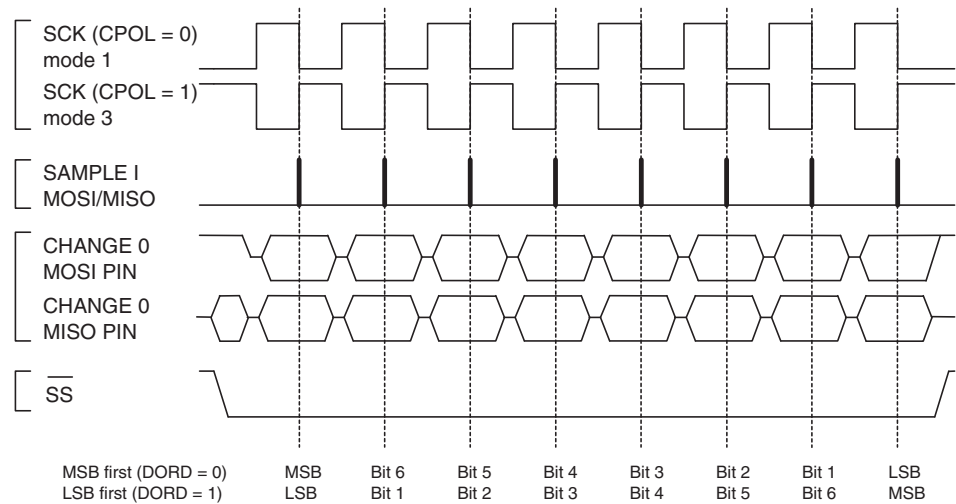 SCK (CPOL = 0)
mode 1
SCK (CPOL = 1)
mode 3
SAMPLE I
MOSI/MISO
CHANGE 0
MOSI PIN
CHANGE 0
MISO PIN
SS
MSB first (DORD = 0) MSB Bit 6 Bit 5 Bit 4 Bit 3 Bit 2 Bit 1 LSB
LSB first (DORD = 1) LSB Bit 1 Bit 2 Bit 3 Bit 4 Bit 5 Bit 6 MSB